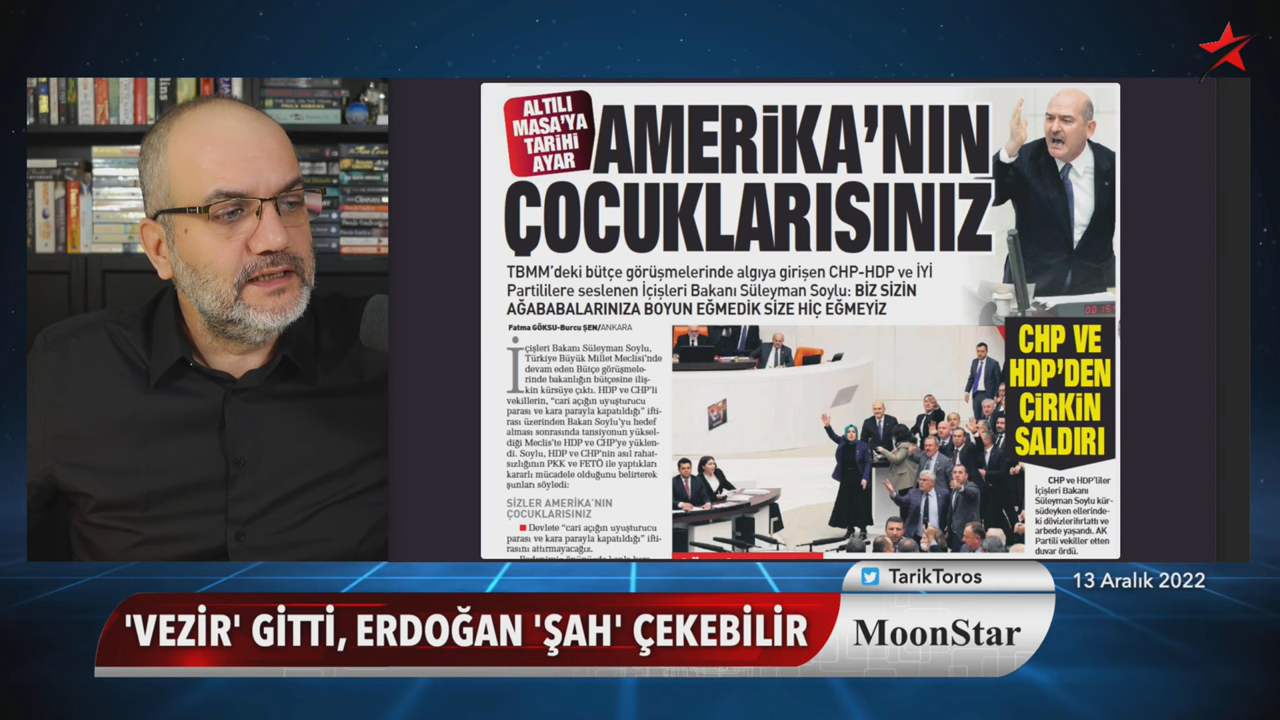 ALTILI
MASA'YA
TARİHİ
AYAR
AMERİKA'NIN
ÇOCUKLARISINIZ
TBMM'deki bütçe görüşmelerinde algıya girişen CHP-HDP ve İYİ
Partililere seslenen İçişleri Bakanı Süleyman Soylu: BİZ SİZİN
AĞABABALARINIZA BOYUN EĞMEDİK SİZE HİÇ EĞMEYİZ
Fatma GÖKSU-Burcu ŞEN/ANKARA
İçişleri Bakanı Süleyman Soylu,
Türkiye Büyük Millet Meclisi'nde
devam eden Bütçe görüşmele-
rinde bakanlığın bütçesine iliş-
kin kürsüye çıktı. HDP ve CHP'li
vekillerin, "cari açığın uyuşturucu
parası ve kara parayla kapatıldığı" ifti-
rası üzerinden Bakan Soylu'yu hedef
alması sonrasında tansiyonun yüksel-
diği Meclis'te HDP ve CHP'ye yüklen-
di. Soylu, HDP ve CHP'nin asıl rahat-
sızlığının PKK ve FETÖ ile yaptıkları
kararlı mücadele olduğunu belirterek
şunları söyledi:
SİZLER AMERİKA'NIN
ÇOCUKLARISINIZ
Devlete "cari açığın uyuşturucu
parası ve kara parayla kapatıldığı" ifti-
rasını attırmayacağız.
CHP VE
HDP'DEN
ÇİRKİN
SALDIRI
CHP ve HDP'liler
İçişleri Bakanı
Süleyman Soylu kür-
südeyken ellerinde-
ki dövizlerifırlattı ve
arbede yaşandı. AK
Partili vekiller etten
duvar ördü.
TarikToros
13 Aralık 2022
'VEZİR' GİTTİ, ERDOĞAN 'ŞAH' ÇEKEBİLİR
MoonStar